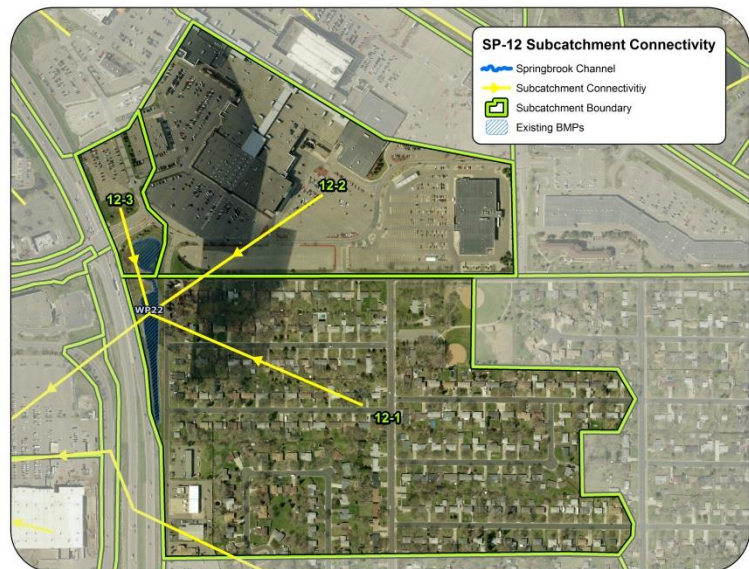 SP-12 Subcatchment Connectivity
Springbrook Channel
Subcatchment Connectivitiy
Subcatchment Boundary
Existing BMPs
12-2
12-3
WP22
12-1